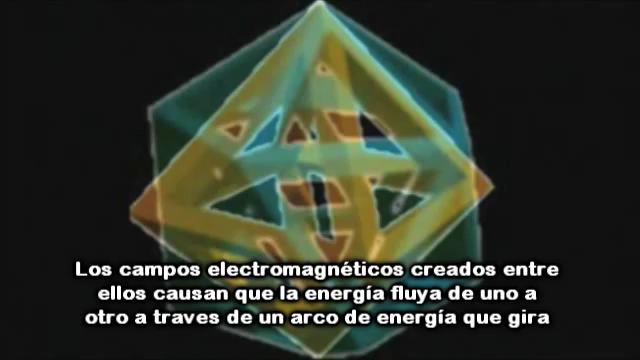 Los campos electromagnéticos creados entre
ellos causan que la energía fluya de uno a
otro a traves de un arco de energía que gira